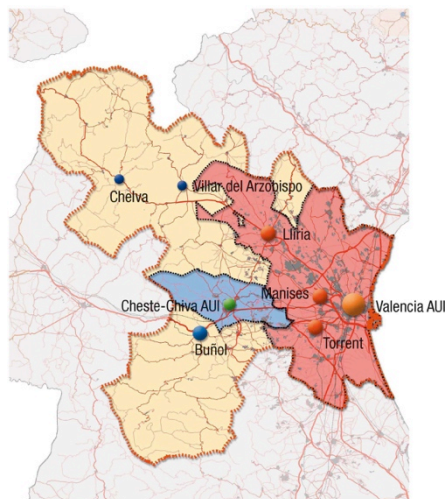 Villar del Arzobispo
Chelva
Llíria
Manises
Cheste-Chiva AUI
Valencia AUI
Torrent
Buñol